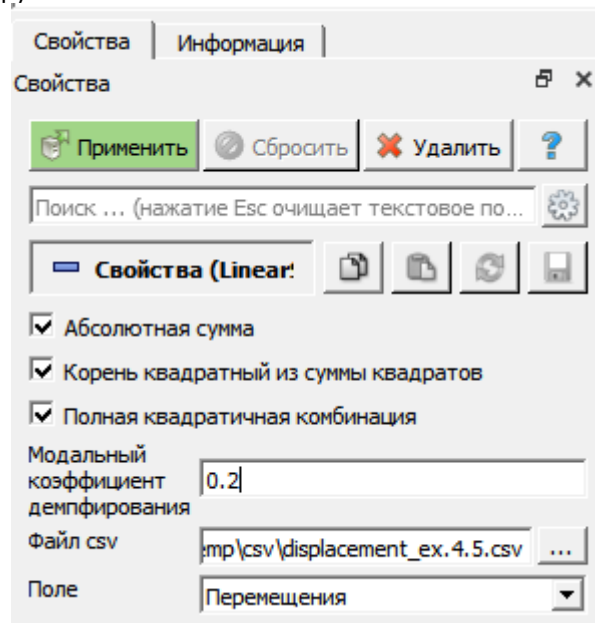 Свойства Информация
Свойства
Применить Сбросить Удалить ?
Поиск ... (нажатие Esc очищает текстовое по...
Свойства (Linear
Абсолютная сумма
Корень квадратный из суммы квадратов
Полная квадратичная комбинация
Модальный
коэффициент
демпфирования
0.2
Файл csv
emp\csv\displacement_ex.4.5.csv ...
Поле
Перемещения